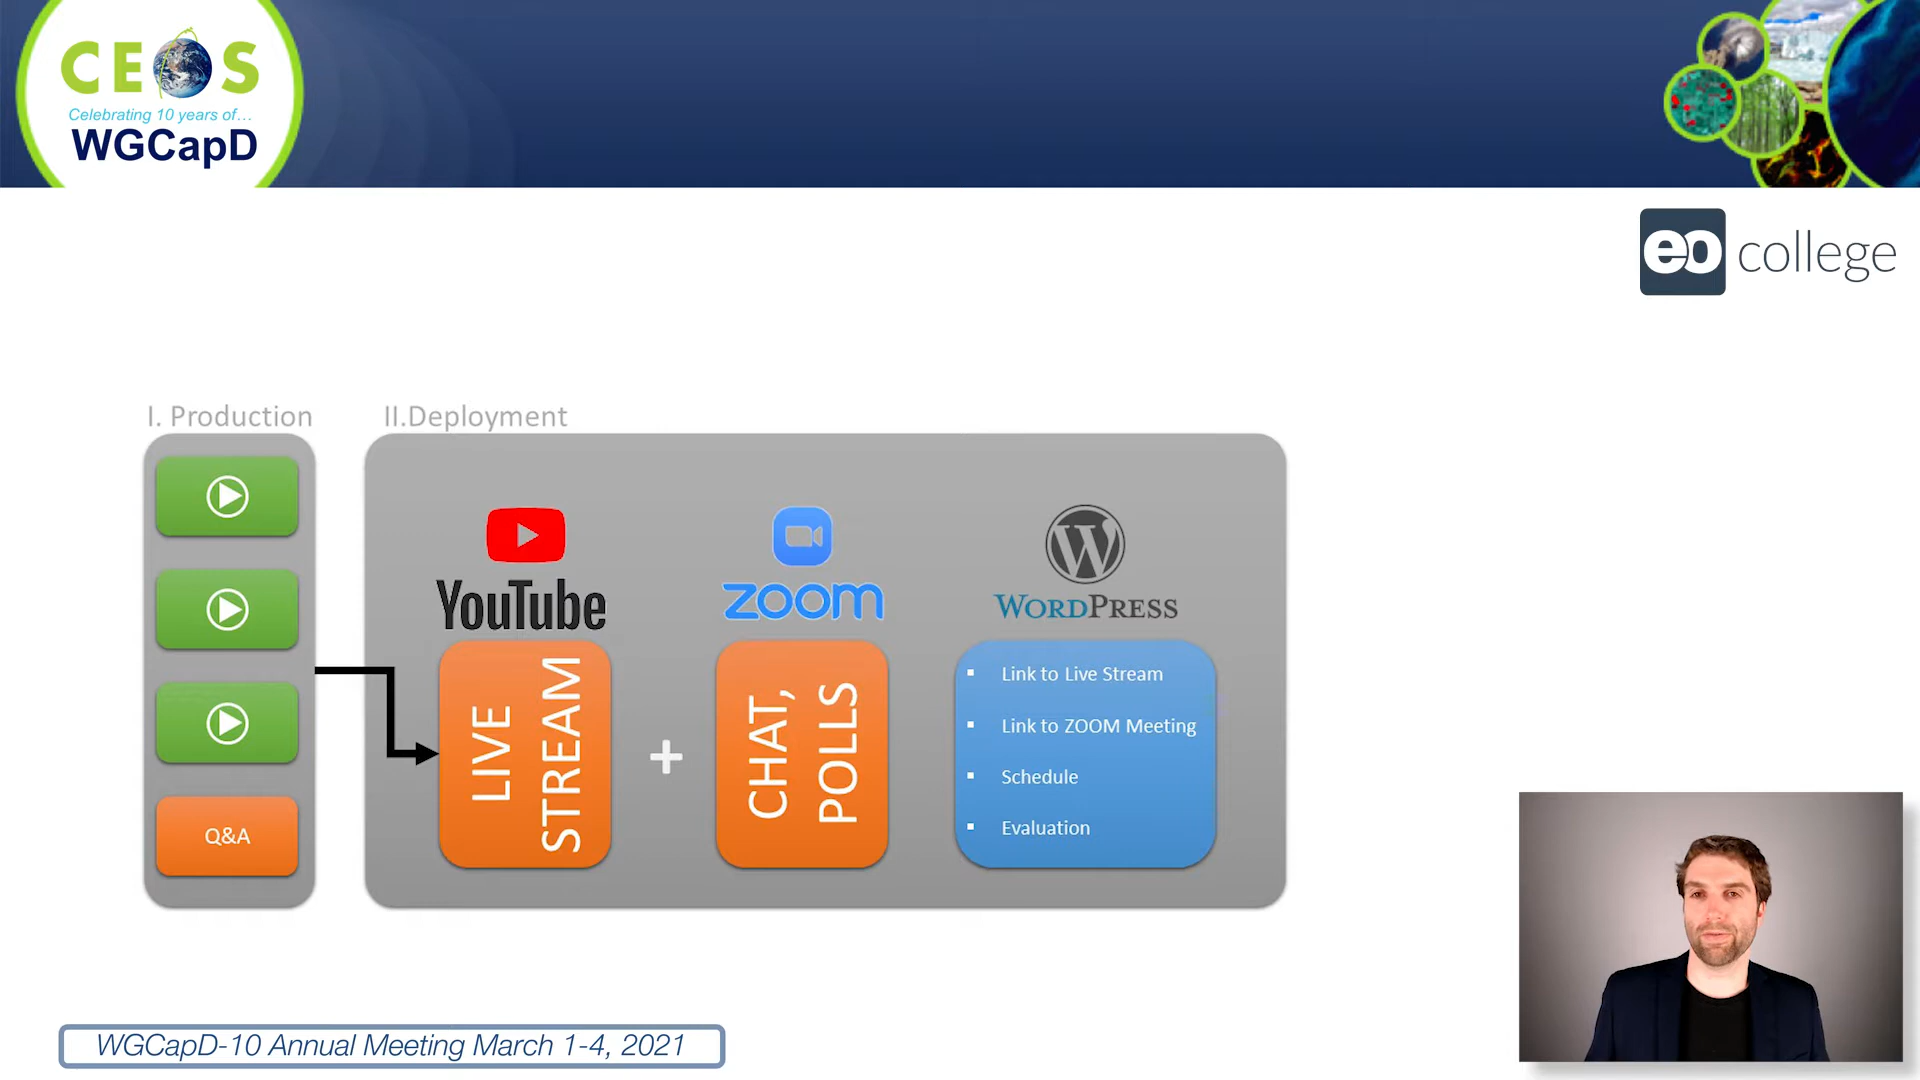 CEOS
Celebrating 10 years of...
WGCapD
eo college
I. Production
II.Deployment
YouTube
zoom
WORDPRESS
LIVE
STREAM
+
CHAT,
POLLS
▪ Link to Live Stream
▪ Link to ZOOM Meeting
▪ Schedule
▪ Evaluation
Q&A
WGCapD-10 Annual Meeting March 1-4, 2021